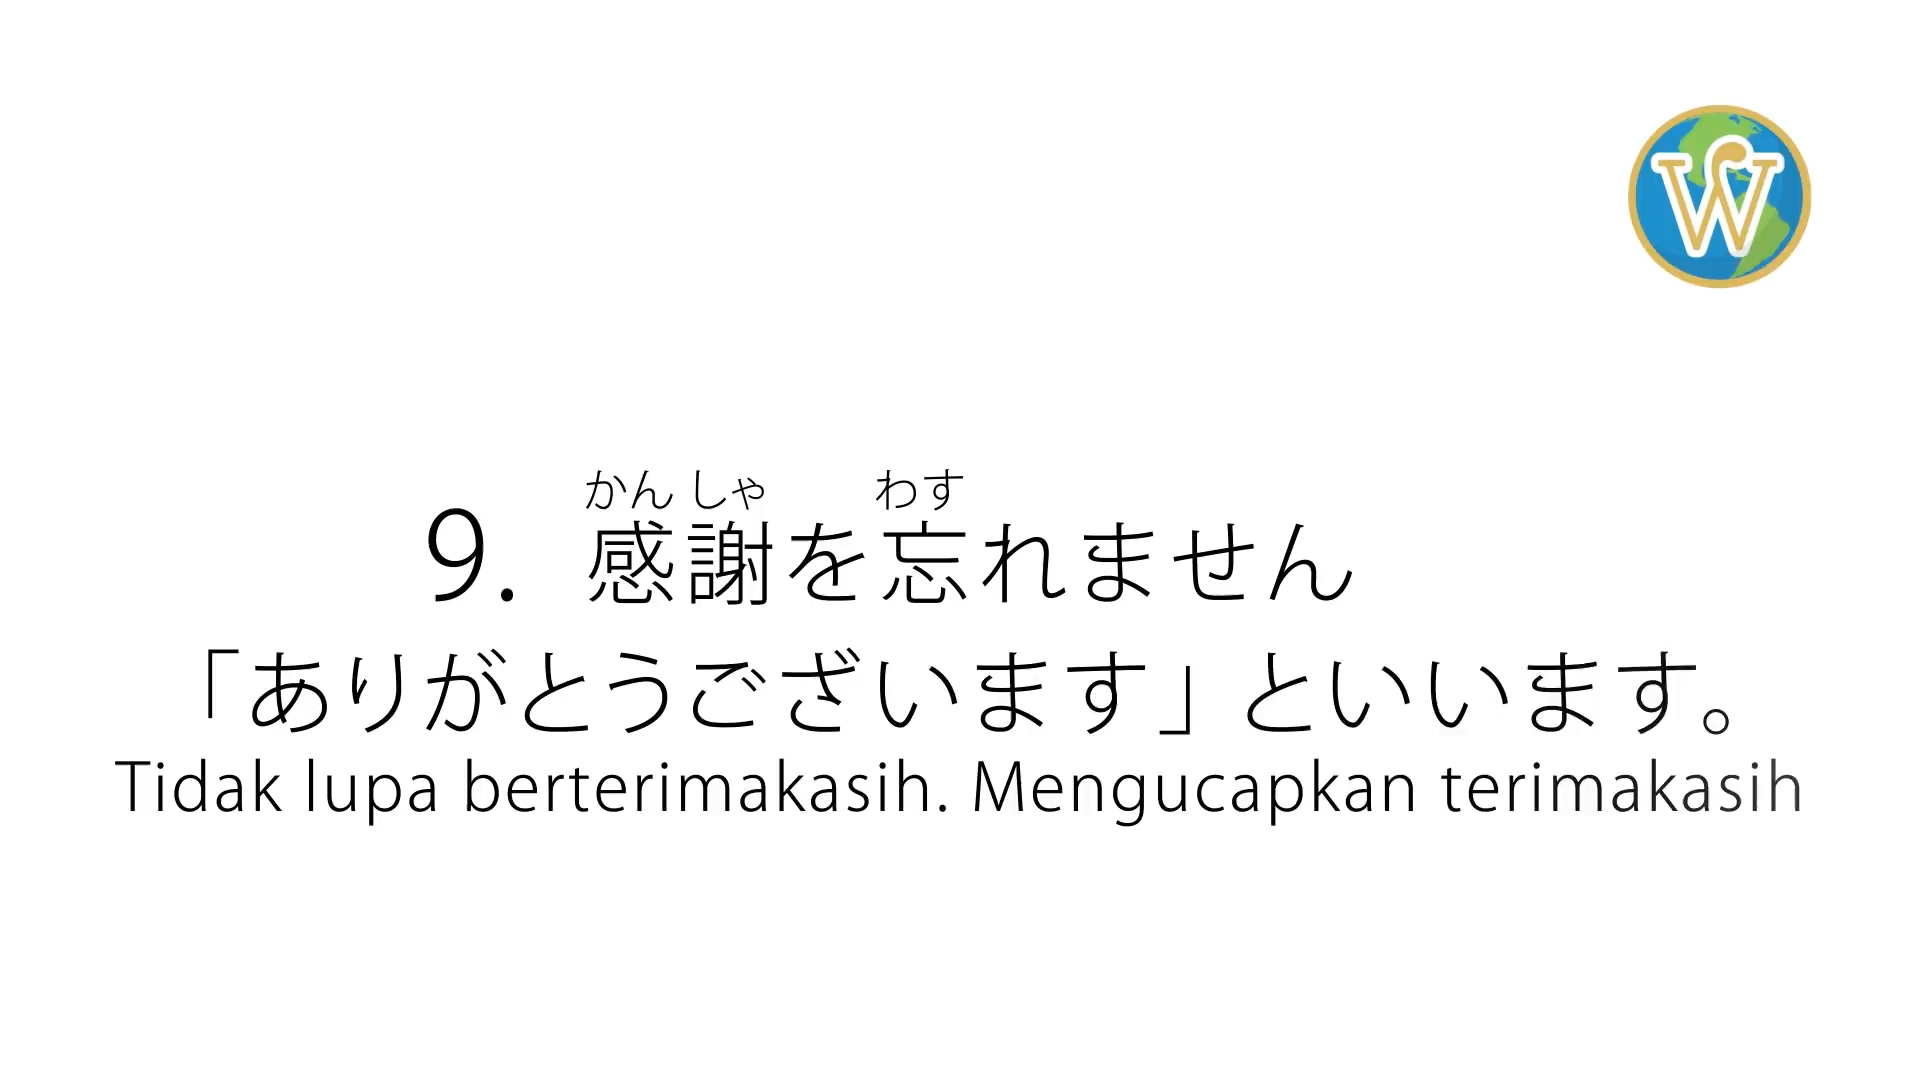 W
かんしゃ わす
9. 感謝を忘れません
「ありがとうございます」といいます。
Tidak lupa berterimakasih. Mengucapkan terimakasih